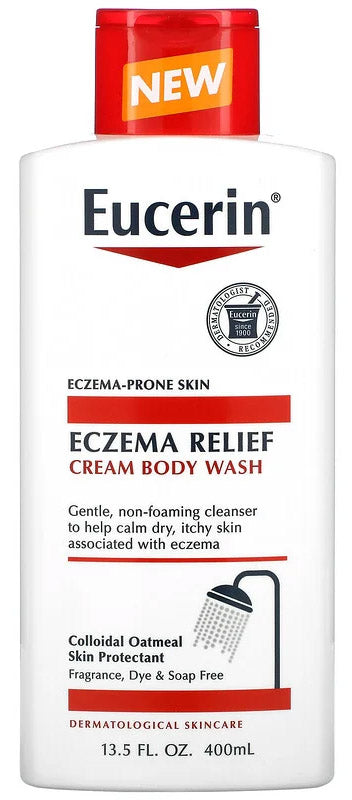 NEW
Eucerin®
DERMATOLOGIST
Eucerin
since
1900
RECOMMENDED
ECZEMA-PRONE SKIN
ECZEMA RELIEF
CREAM BODY WASH
Gentle, non-foaming cleanser
to help calm dry, itchy skin
associated with eczema
Colloidal Oatmeal
Skin Protectant
Fragrance, Dye & Soap Free
DERMATOLOGICAL SKINCARE
13.5 FL. OZ. 400mL